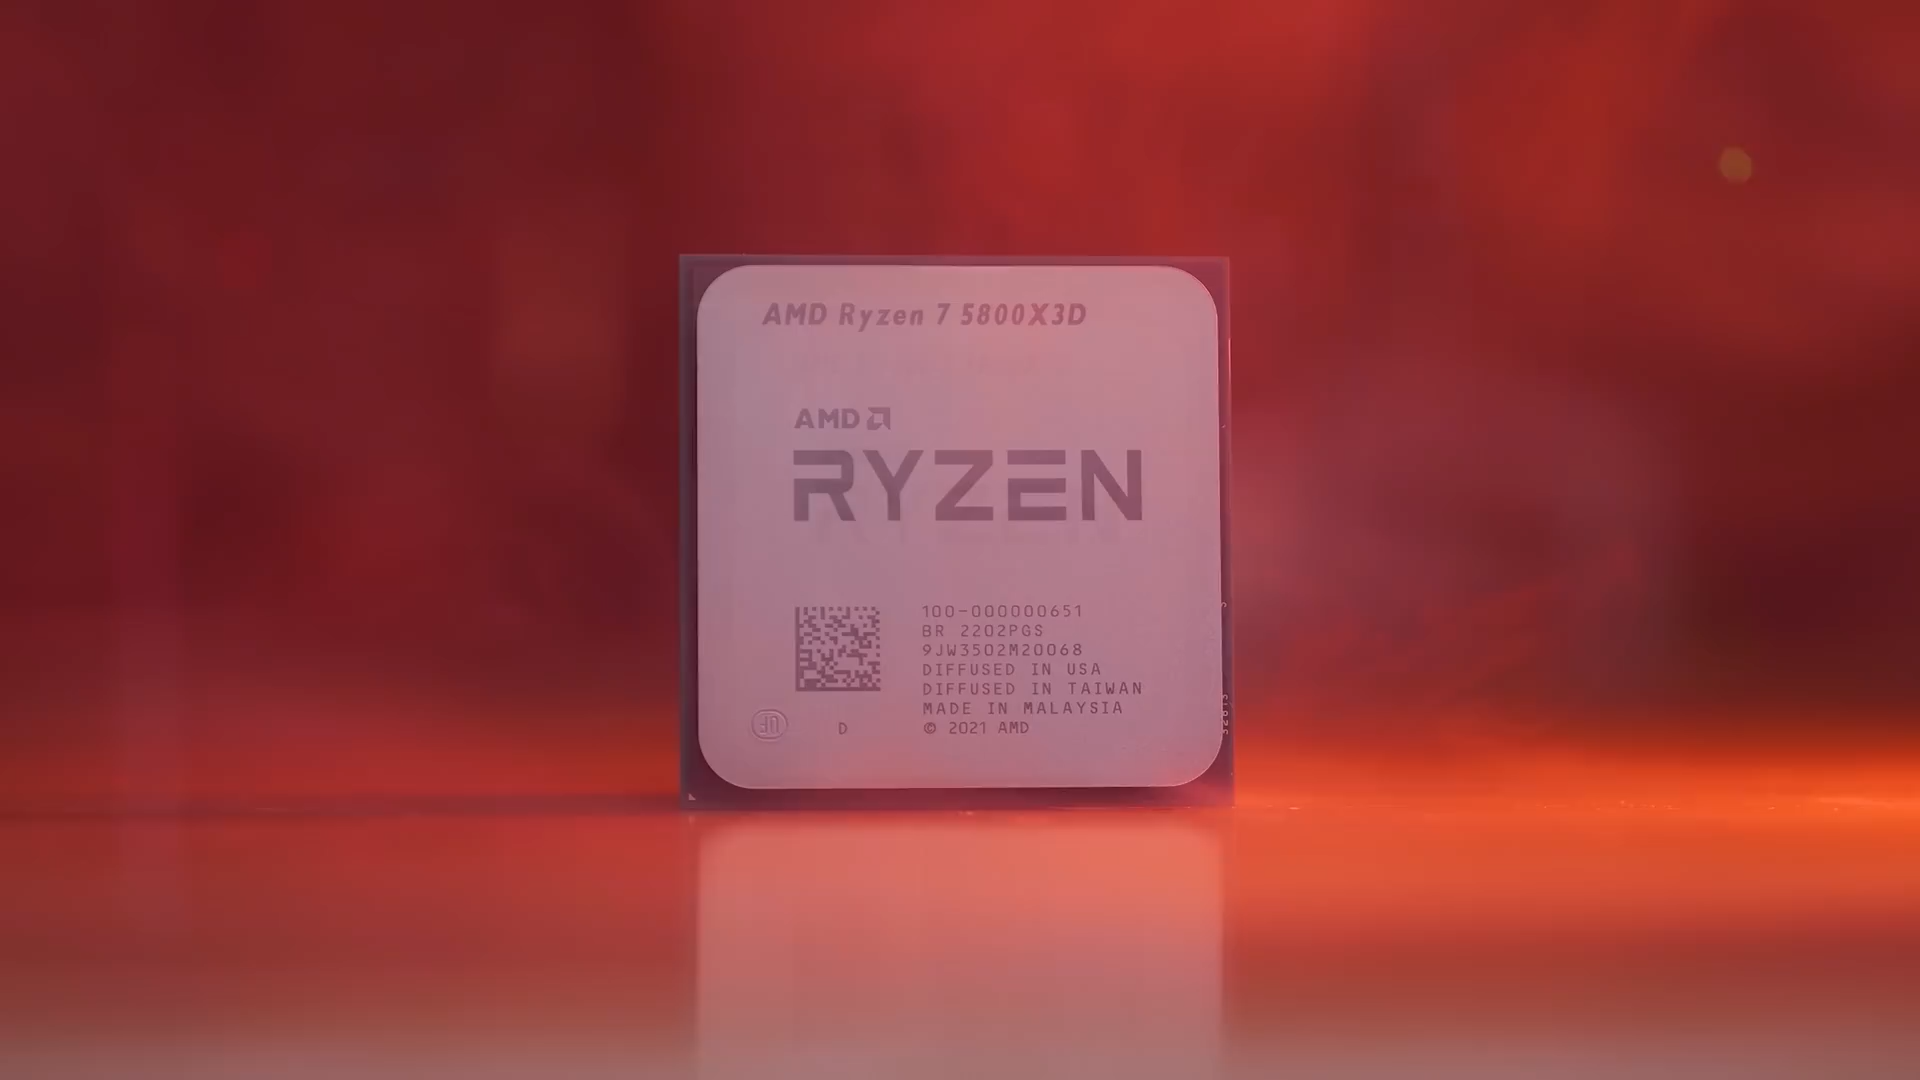 AMD Ryzen 7 5800X3D
AMD
RYZEN
100-000000651
BR 2202PGS
9JW3502M20068
DIFFUSED IN USA
DIFFUSED IN TAIWAN
MADE IN MALAYSIA
© 2021 AMD
D